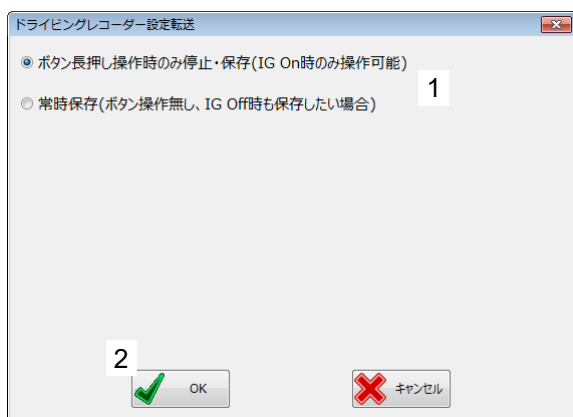 ドライビングレコーダー設定転送
ボタン長押し操作時のみ停止・保存(IG On時のみ操作可能)
1
常時保存(ボタン操作無し、IG Off時も保存したい場合)
2
OK
キャンセル